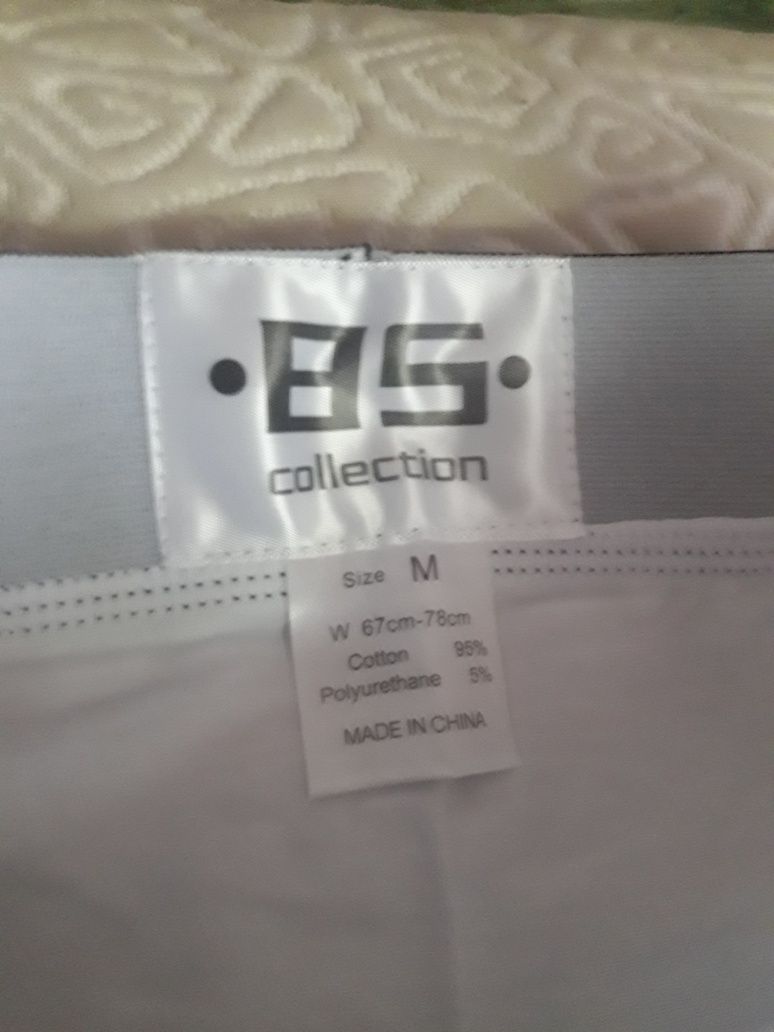 •BS•
collection
Size M
W 67cm-78cm
Cotton 95%
Polyurethane 5%
MADE IN CHINA